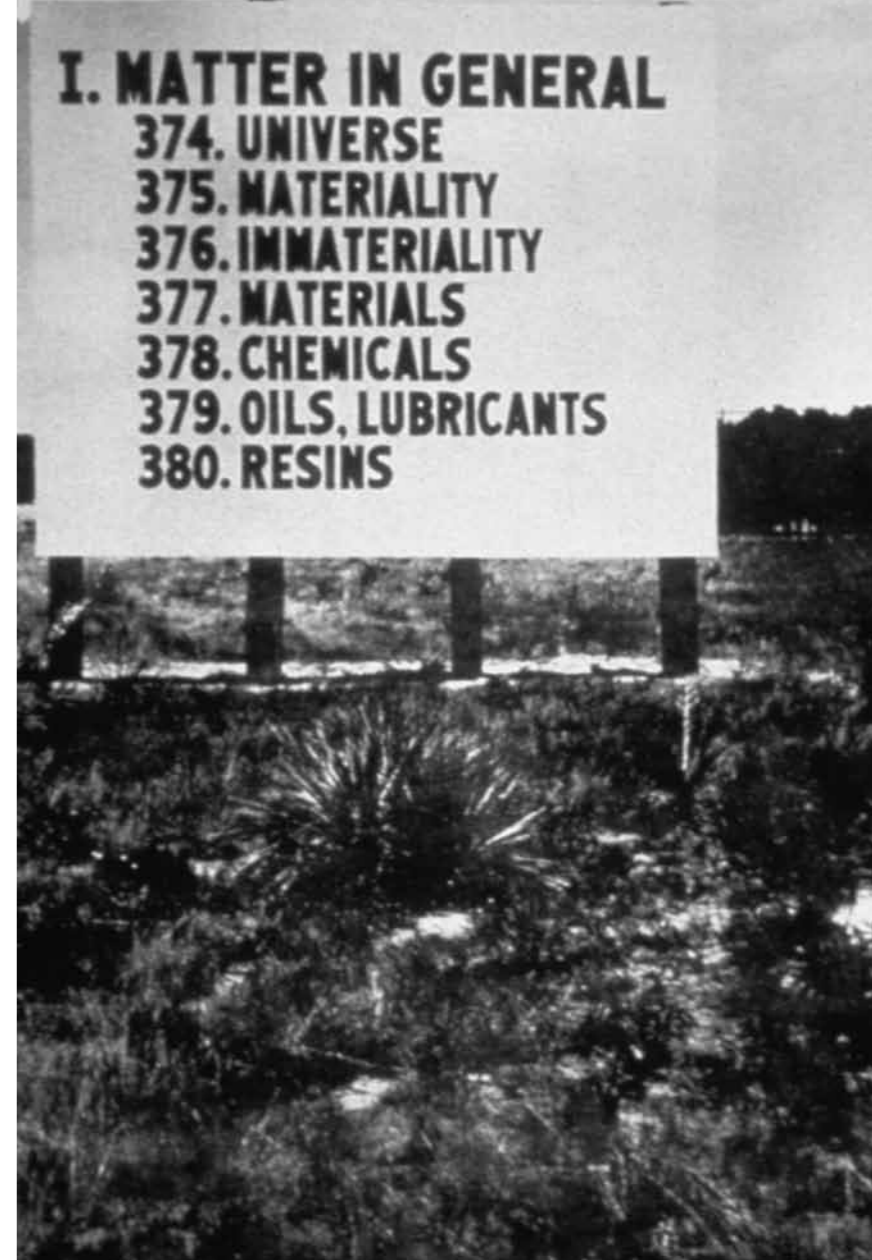 I. MATTER IN GENERAL
374. UNIVERSE
375. MATERIALITY
376. IMMATERIALITY
377. MATERIALS
378. CHEMICALS
379. OILS, LUBRICANTS
380. RESINS